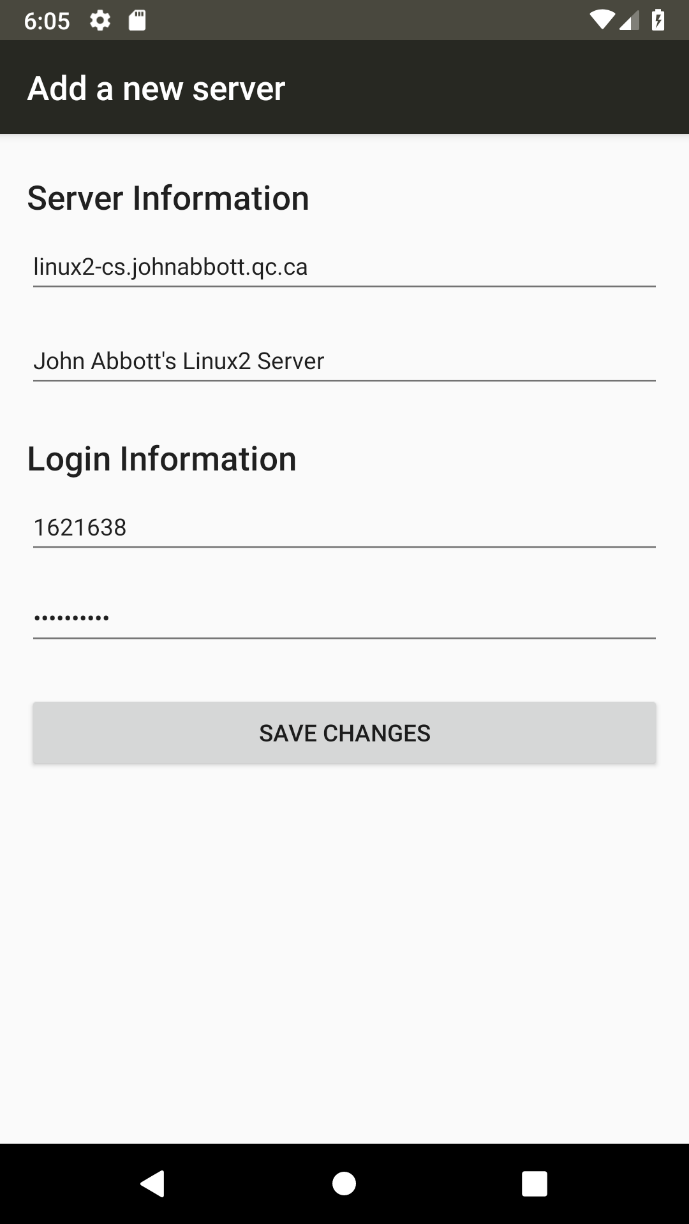 6:05
Add a new server
Server Information
linux2-cs.johnabbott.qc.ca
John Abbott's Linux2 Server
Login Information
1621638
••••••••••
SAVE CHANGES